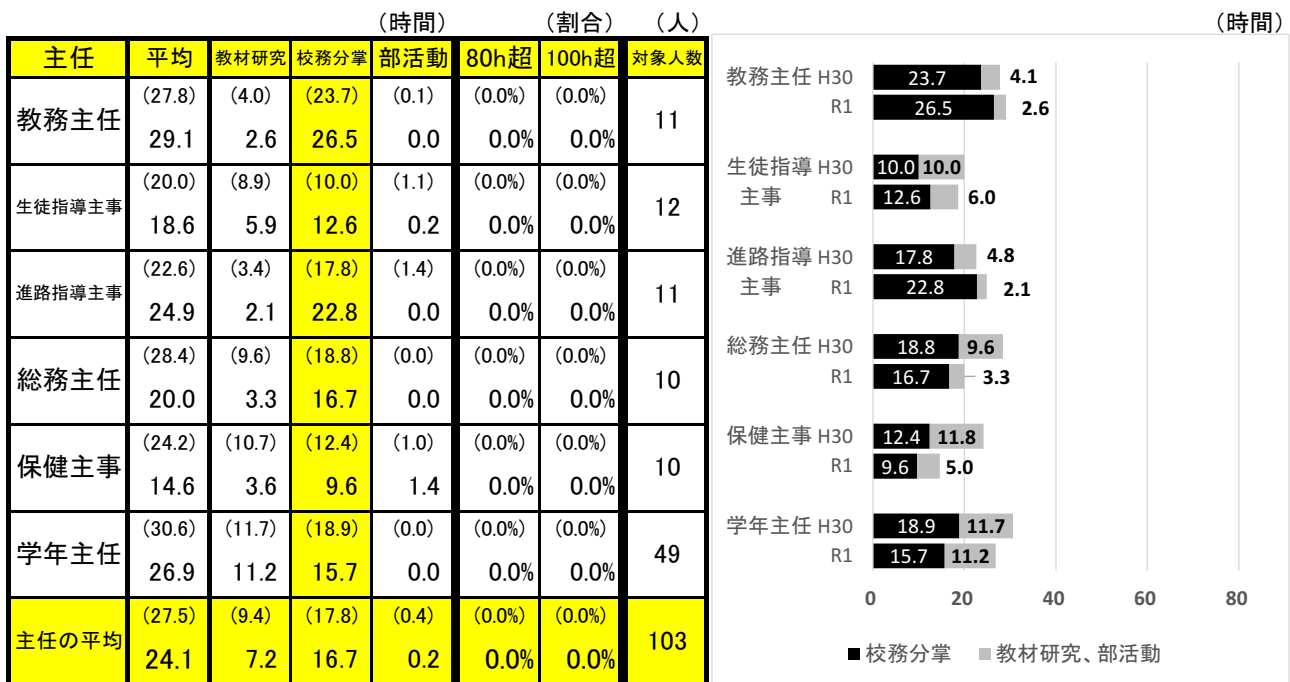 （時間） （割合） （人）
主任 平均 教材研究 校務分掌 部活動 80h超 100h超 対象人数
教務主任 (27.8) (4.0) (23.7) (0.1) (0.0%) (0.0%) 11
29.1 2.6 26.5 0.0 0.0% 0.0%
生徒指導主事 (20.0) (8.9) (10.0) (1.1) (0.0%) (0.0%) 12
18.6 5.9 12.6 0.2 0.0% 0.0%
進路指導主事 (22.6) (3.4) (17.8) (1.4) (0.0%) (0.0%) 11
24.9 2.1 22.8 0.0 0.0% 0.0%
総務主任 (28.4) (9.6) (18.8) (0.0) (0.0%) (0.0%) 10
20.0 3.3 16.7 0.0 0.0% 0.0%
保健主事 (24.2) (10.7) (12.4) (1.0) (0.0%) (0.0%) 10
14.6 3.6 9.6 1.4 0.0% 0.0%
学年主任 (30.6) (11.7) (18.9) (0.0) (0.0%) (0.0%) 49
26.9 11.2 15.7 0.0 0.0% 0.0%
主任の平均 (27.5) (9.4) (17.8) (0.4) (0.0%) (0.0%) 103
24.1 7.2 16.7 0.2 0.0% 0.0%
（時間）
教務主任 H30 23.7 4.1
R1 26.5 2.6
生徒指導 H30 10.0 10.0
主事 R1 12.6 6.0
進路指導 H30 17.8 4.8
主事 R1 22.8 2.1
総務主任 H30 18.8 9.6
R1 16.7 3.3
保健主事 H30 12.4 11.8
R1 9.6 5.0
学年主任 H30 18.9 11.7
R1 15.7 11.2
0 20 40 60 80
■校務分掌 ■教材研究、部活動